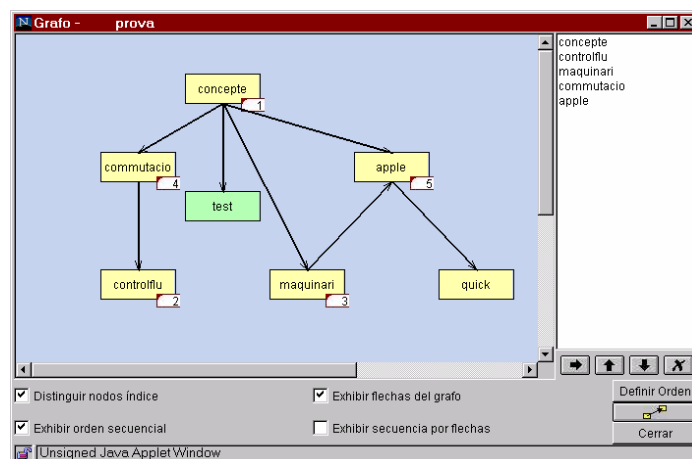 Grafo - prova
concepte
1
commutacio
4
apple
5
test
controlflu
2
maquinari
3
quick
concepte
controlflu
maquinari
commutacio
apple
Distinguir nodos índice
Exhibir flechas del grafo
Exhibir orden secuencial
Exhibir secuencia por flechas
Definir Orden
Cerrar
Unsigned Java Applet Window